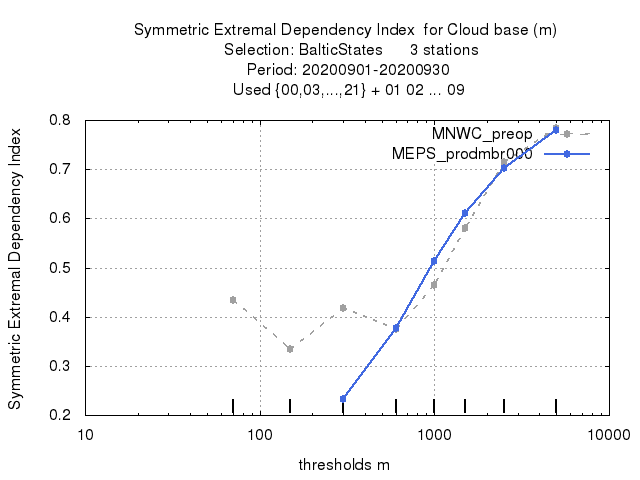 Symmetric Extremal Dependency Index  for Cloud base (m)
Selection: BalticStates      3 stations
Period: 20200901-20200930
Used {00,03,...,21} + 01 02 ... 09
MNWC_preop
MEPS_prodmbr000
Symmetric Extremal Dependency Index
0.8
0.7
0.6
0.5
0.4
0.3
0.2
10 100 1000 10000
thresholds m